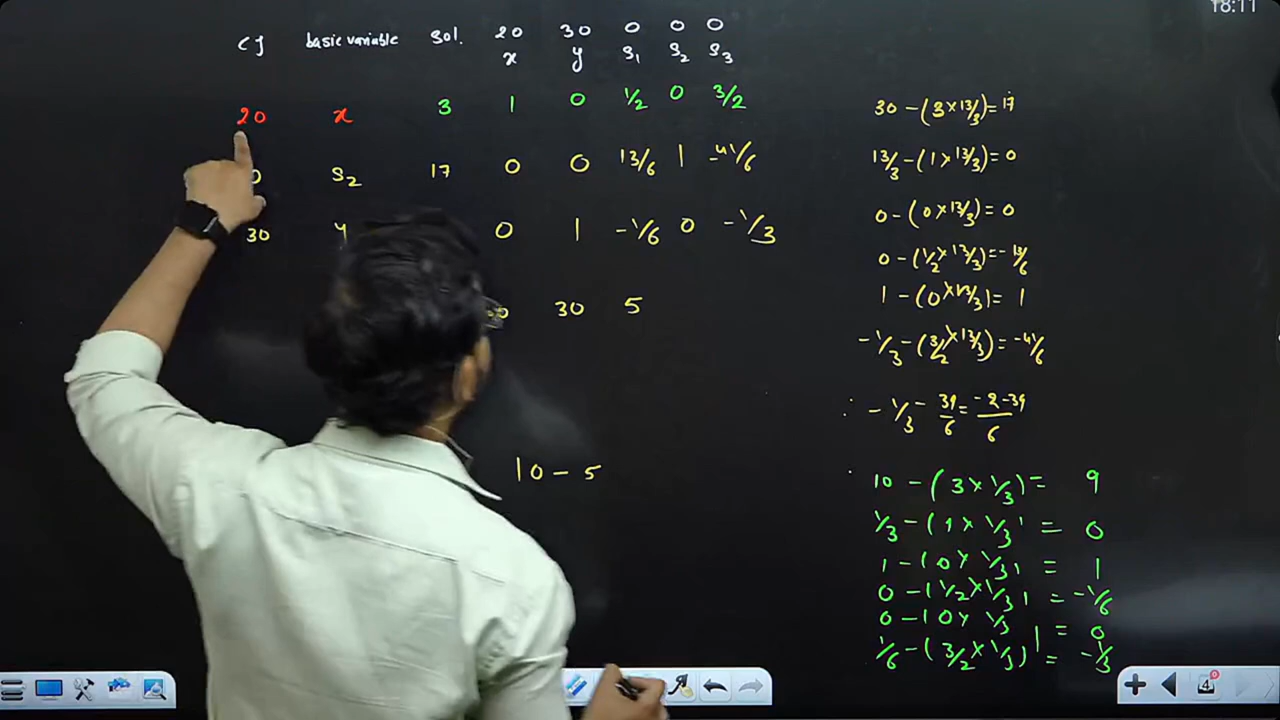 18:11
20 30 0 0 0
CJ basic variable Sol. x y S₁ S₂ S₃
20 x 3 1 0 1/2 0 3/2
0 S₂ 17 0 0 13/6 1 -41/6
30 y 0 1 -1/6 0 -1/3
30 5
10 - 5
30 - (3 × 13/3) = 17
13/3 - (1 × 13/3) = 0
0 - (0 × 13/3) = 0
0 - (1/2 × 13/3) = -13/6
1 - (0 × 13/3) = 1
-1/3 - (3/2 × 13/3) = -41/6
∴ -1/3 - 39/6 = -2-39/6
10 - (3 × 1/3) = 9
1/3 - (1 × 1/3) = 0
1 - (0 × 1/3) = 1
0 - (1/2 × 1/3) = -1/6
0 - (0 × 1/3) = 0
1/6 - (3/2 × 1/3) = -1/3
4